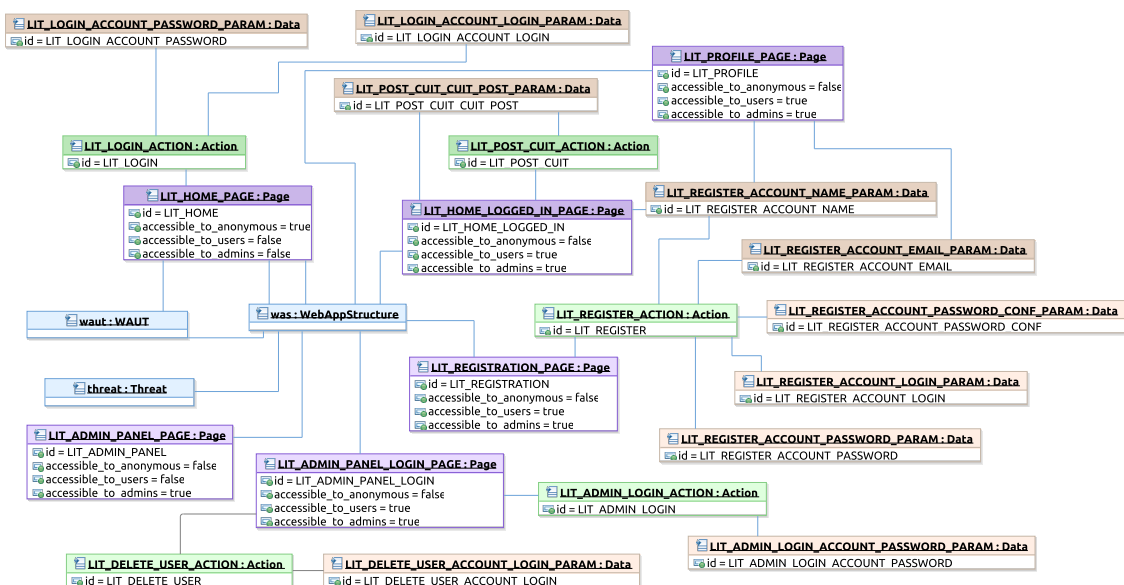 LIT_LOGIN_ACCOUNT_PASSWORD_PARAM : Data
id = LIT_LOGIN_ACCOUNT_PASSWORD
LIT_LOGIN_ACCOUNT_LOGIN_PARAM : Data
id = LIT_LOGIN_ACCOUNT_LOGIN
LIT_PROFILE_PAGE : Page
id = LIT_PROFILE
accessible_to_anonymous = false
accessible_to_users = true
accessible_to_admins = true
LIT_POST_CUIT_CUIT_POST_PARAM : Data
id = LIT_POST_CUIT_CUIT_POST
LIT_LOGIN_ACTION : Action
id = LIT_LOGIN
LIT_POST_CUIT_ACTION : Action
id = LIT_POST_CUIT
LIT_HOME_PAGE : Page
id = LIT_HOME
accessible_to_anonymous = true
accessible_to_users = false
accessible_to_admins = false
LIT_HOME_LOGGED_IN_PAGE : Page
id = LIT_HOME_LOGGED_IN
accessible_to_anonymous = false
accessible_to_users = true
accessible_to_admins = true
LIT_REGISTER_ACCOUNT_NAME_PARAM : Data
id = LIT_REGISTER_ACCOUNT_NAME
LIT_REGISTER_ACCOUNT_EMAIL_PARAM : Data
id = LIT_REGISTER_ACCOUNT_EMAIL
waut : WAUT
was : WebAppStructure
LIT_REGISTER_ACTION : Action
id = LIT_REGISTER
LIT_REGISTER_ACCOUNT_PASSWORD_CONF_PARAM : Data
id = LIT_REGISTER_ACCOUNT_PASSWORD_CONF
threat : Threat
LIT_REGISTRATION_PAGE : Page
id = LIT_REGISTRATION
accessible_to_anonymous = false
accessible_to_users = true
accessible_to_admins = true
LIT_REGISTER_ACCOUNT_LOGIN_PARAM : Data
id = LIT_REGISTER_ACCOUNT_LOGIN
LIT_ADMIN_PANEL_PAGE : Page
id = LIT_ADMIN_PANEL
accessible_to_anonymous = false
accessible_to_users = false
accessible_to_admins = true
LIT_REGISTER_ACCOUNT_PASSWORD_PARAM : Data
id = LIT_REGISTER_ACCOUNT_PASSWORD
LIT_ADMIN_PANEL_LOGIN_PAGE : Page
id = LIT_ADMIN_PANEL_LOGIN
accessible_to_anonymous = false
accessible_to_users = true
accessible_to_admins = true
LIT_ADMIN_LOGIN_ACTION : Action
id = LIT_ADMIN_LOGIN
LIT_ADMIN_LOGIN_ACCOUNT_PASSWORD_PARAM : Data
id = LIT_ADMIN_LOGIN_ACCOUNT_PASSWORD
LIT_DELETE_USER_ACTION : Action
id = LIT_DELETE_USER
LIT_DELETE_USER_ACCOUNT_LOGIN_PARAM : Data
id = LIT_DELETE_USER_ACCOUNT_LOGIN